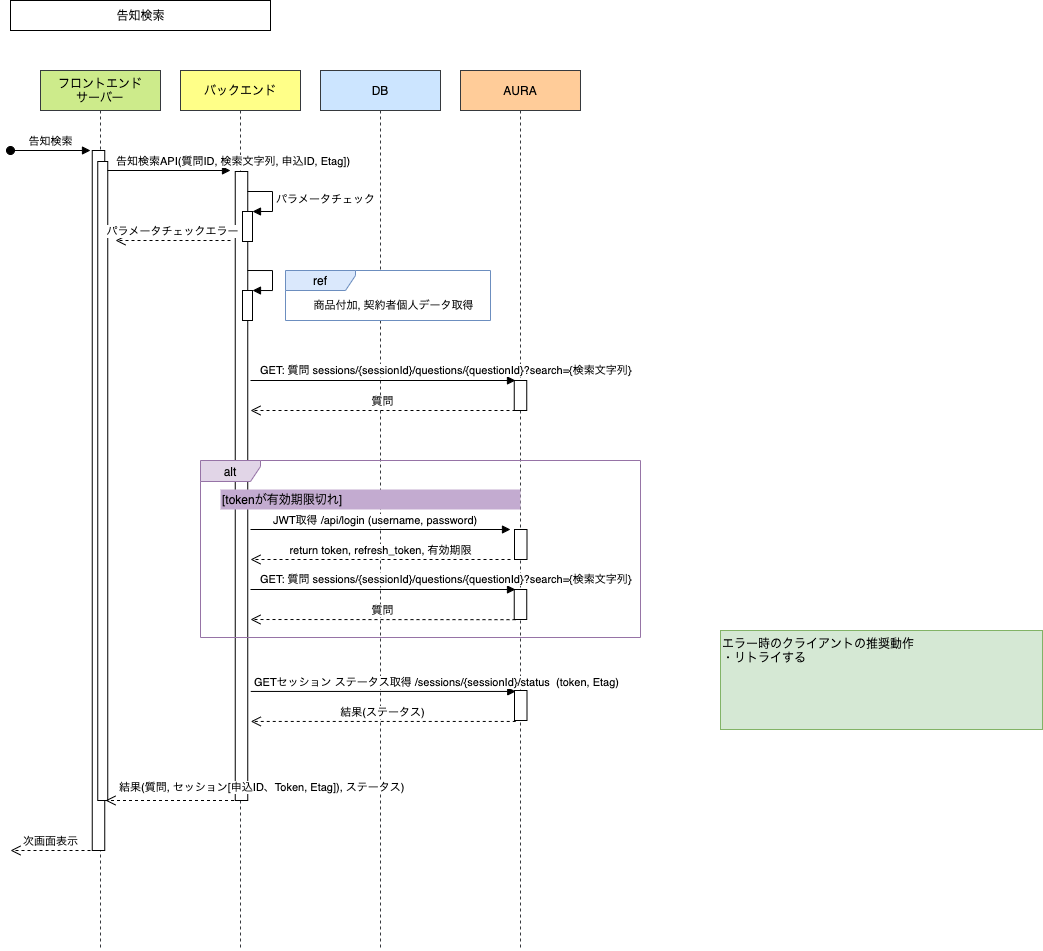 告知検索
フロントエンド
サーバー
バックエンド
DB
AURA
告知検索
告知検索API(質問ID, 検索文字列, 申込ID, Etag])
パラメータチェック
パラメータチェックエラー
ref
商品付加, 契約者個人データ取得
GET: 質問 sessions/{sessionId}/questions/{questionId}?search={検索文字列}
質問
alt
[tokenが有効期限切れ]
JWT取得 /api/login (username, password)
return token, refresh_token, 有効期限
GET: 質問 sessions/{sessionId}/questions/{questionId}?search={検索文字列}
質問
エラー時のクライアントの推奨動作
・リトライする
GETセッション ステータス取得 /sessions/{sessionId}/status  (token, Etag)
結果(ステータス)
結果(質問, セッション[申込ID、Token, Etag]), ステータス)
次画面表示